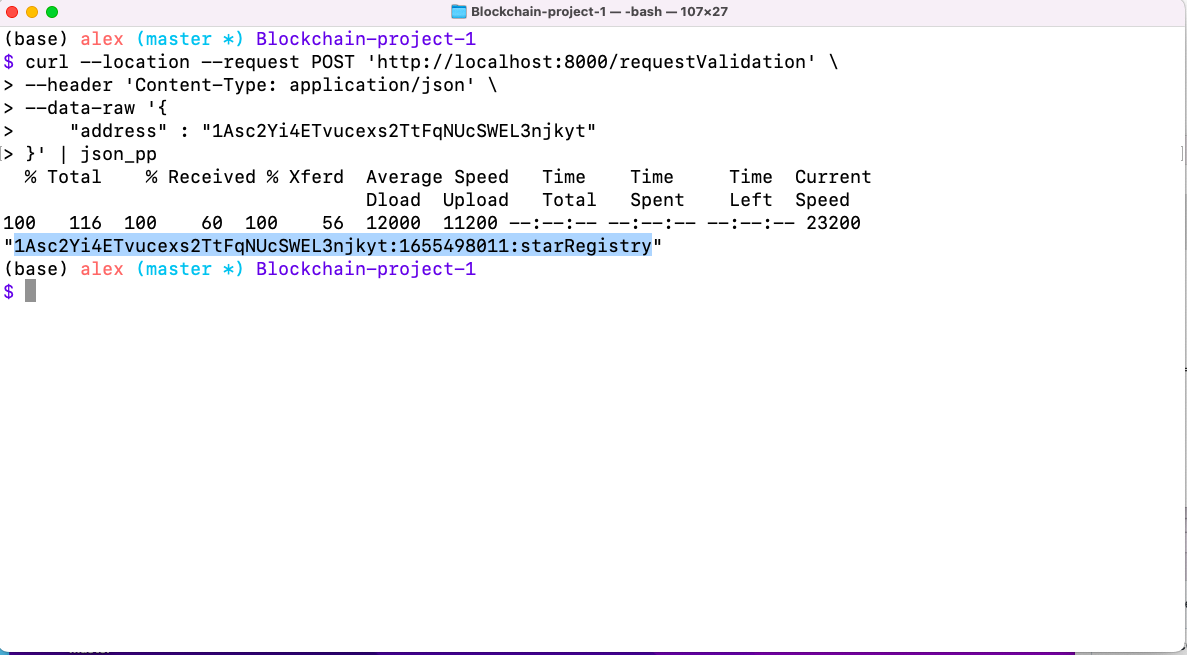 Blockchain-project-1 — -bash — 107×27
(base) alex (master *) Blockchain-project-1
$ curl --location --request POST 'http://localhost:8000/requestValidation' \
> --header 'Content-Type: application/json' \
> --data-raw '{
>     "address" : "1Asc2Yi4ETvucexs2TtFqNUcSWEL3njkyt"
> }' | json_pp
  % Total    % Received % Xferd  Average Speed   Time    Time     Time  Current
                                 Dload  Upload   Total   Spent    Left  Speed
100   116  100    60  100    56  12000  11200 --:--:-- --:--:-- --:--:-- 23200
"1Asc2Yi4ETvucexs2TtFqNUcSWEL3njkyt:1655498011:starRegistry"
(base) alex (master *) Blockchain-project-1
$